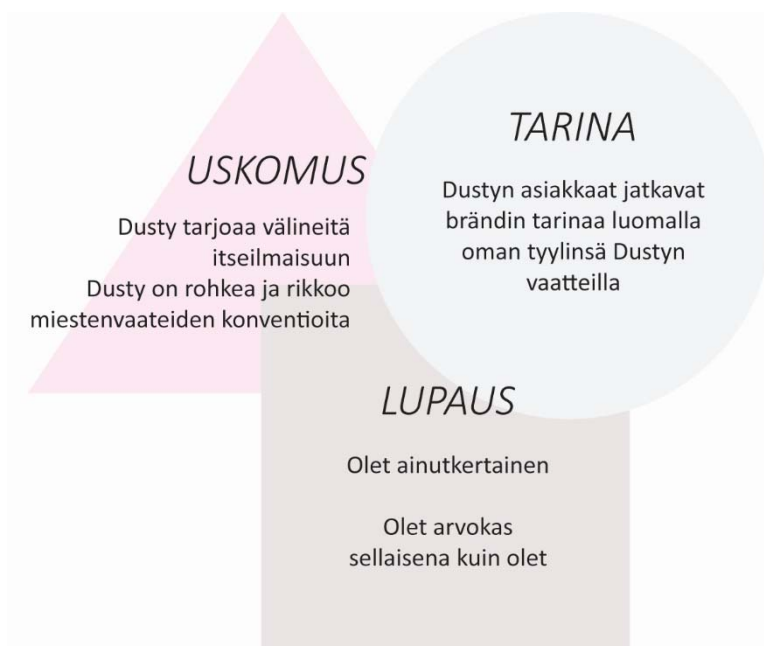 USKOMUS
Dusty tarjoaa välineitä
itseilmaisuun
Dusty on rohkea ja rikkoo
miestenvaateiden konventioita
TARINA
Dustyn asiakkaat jatkavat
brändin tarinaa luomalla
oman tyylinsä Dustyn
vaatteilla
LUPAUS
Olet ainutkertainen
Olet arvokas
sellaisena kuin olet